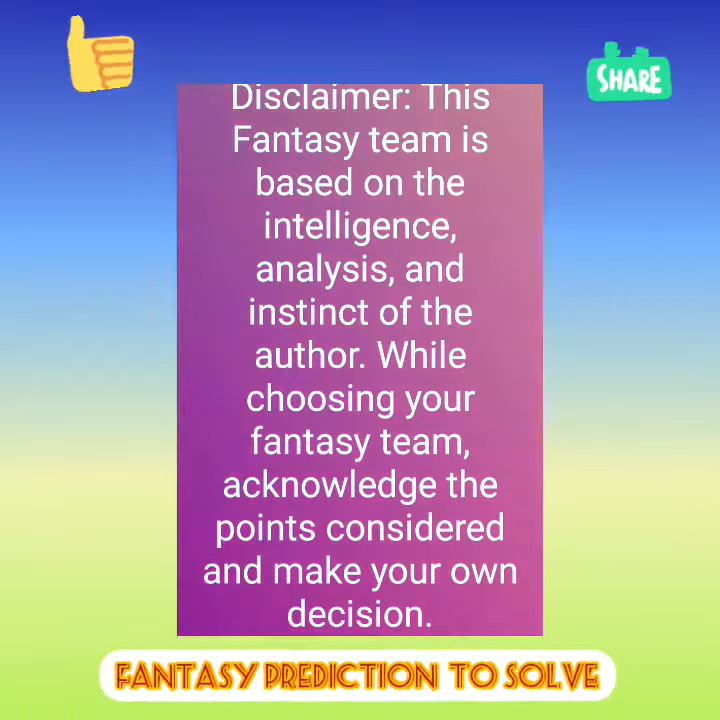 SHARE
Disclaimer: This
Fantasy team is
based on the
intelligence,
analysis, and
instinct of the
author. While
choosing your
fantasy team,
acknowledge the
points considered
and make your own
decision.
FANTASY PREDICTION TO SOLVE